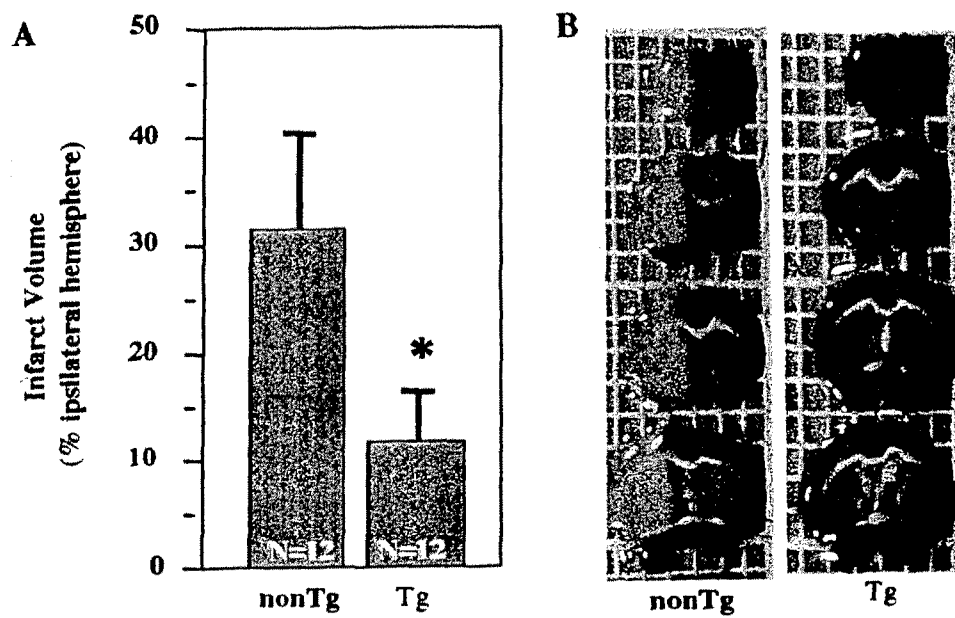 A
B
Infarct Volume
(% ipsilateral hemisphere)
50
40
30
20
10
0
*
N=12
N=12
nonTg
Tg
nonTg
Tg